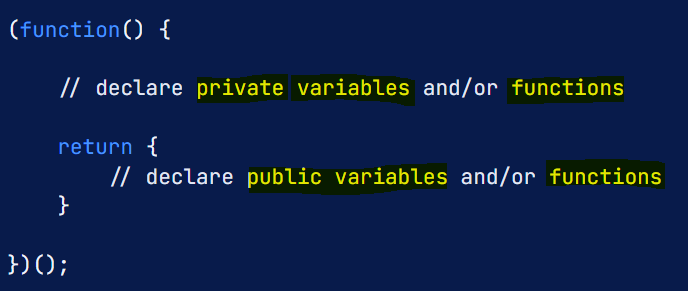 (function() {
// declare private variables and/or functions
return {
// declare public variables and/or functions
}
})();